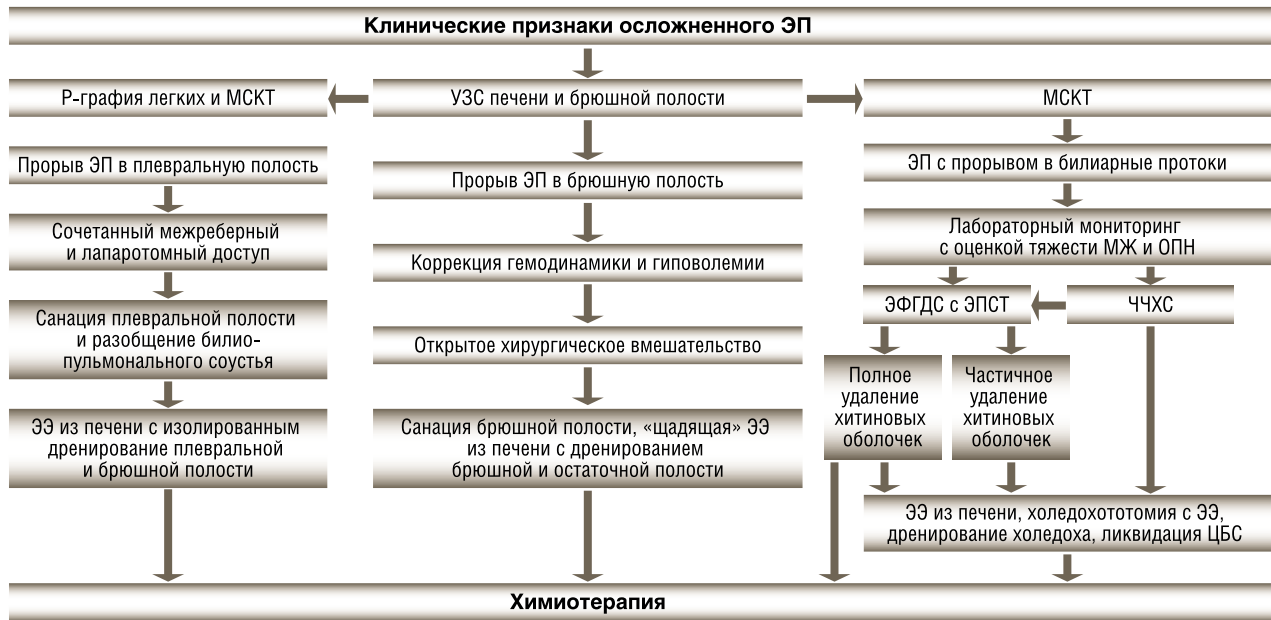 Клинические признаки осложненного ЭП
Р-графия легких и МСКТ
УЗС печени и брюшной полости
МСКТ
Прорыв ЭП в плевральную полость
Сочетанный межреберный
и лапаротомный доступ
Санация плевральной полости
и разобщение билио-
пульмонального соустья
ЭЭ из печени с изолированным
дренирование плевральной
и брюшной полости
Прорыв ЭП в брюшную полость
Коррекция гемодинамики и гиповолемии
Открытое хирургическое вмешательство
Санация брюшной полости, «щадящая» ЭЭ
из печени с дренированием
брюшной и остаточной полости
ЭП с прорывом в билиарные протоки
Лабораторный мониторинг
с оценкой тяжести МЖ и ОПН
ЭФГДС с ЭПСТ
ЧЧХС
Полное
удаление
хитиновых
оболочек
Частичное
удаление
хитиновых
оболочек
ЭЭ из печени, холедохототомия с ЭЭ,
дренирование холедоха, ликвидация ЦБС
Химиотерапия